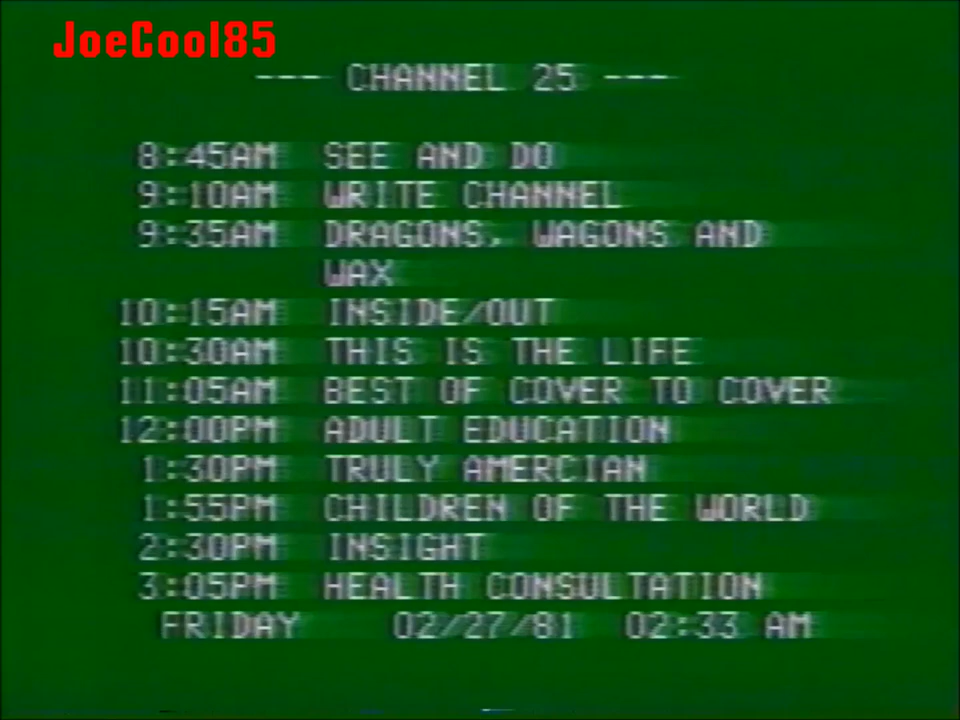 JoeCool85
--- CHANNEL 25 ---
8:45AM SEE AND DO
9:10AM WRITE CHANNEL
9:35AM DRAGONS, WAGONS AND
WAX
10:15AM INSIDE/OUT
10:30AM THIS IS THE LIFE
11:05AM BEST OF COVER TO COVER
12:00PM ADULT EDUCATION
1:30PM TRULY AMERCIAN
1:55PM CHILDREN OF THE WORLD
2:30PM INSIGHT
3:05PM HEALTH CONSULTATION
FRIDAY 02/27/81 02:33 AM